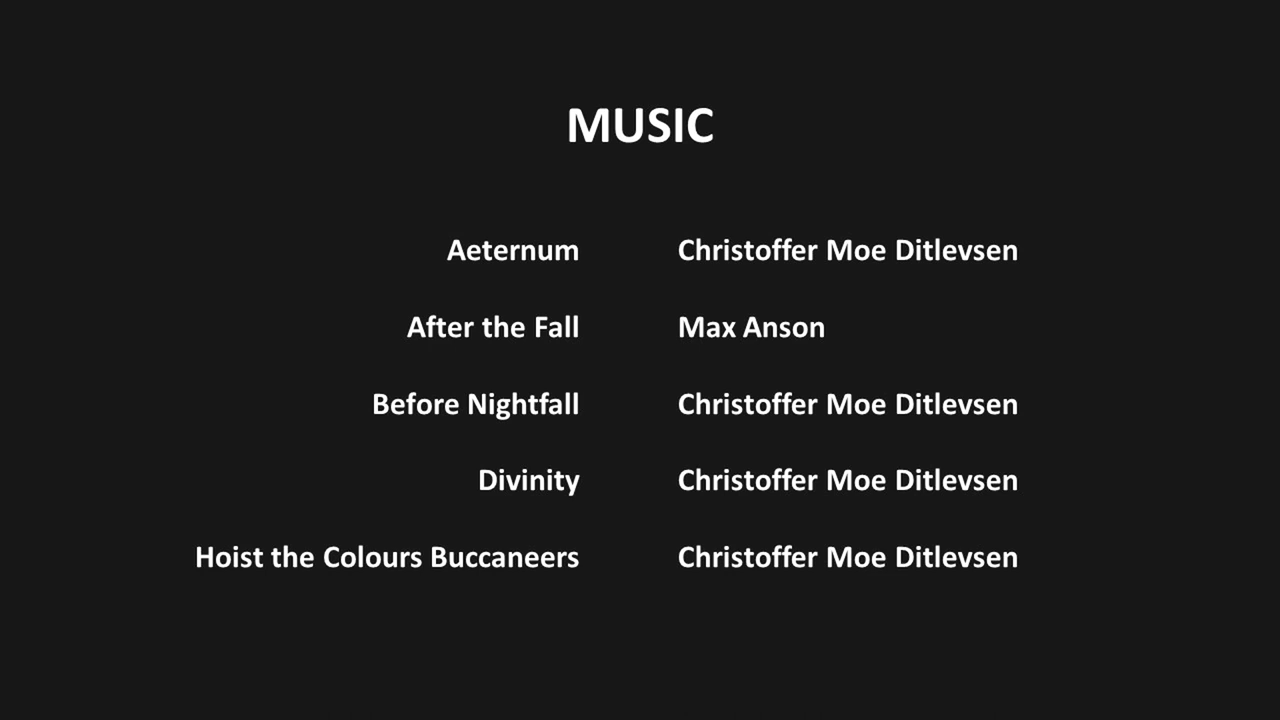 MUSIC
Aeternum Christoffer Moe Ditlevsen
After the Fall Max Anson
Before Nightfall Christoffer Moe Ditlevsen
Divinity Christoffer Moe Ditlevsen
Hoist the Colours Buccaneers Christoffer Moe Ditlevsen